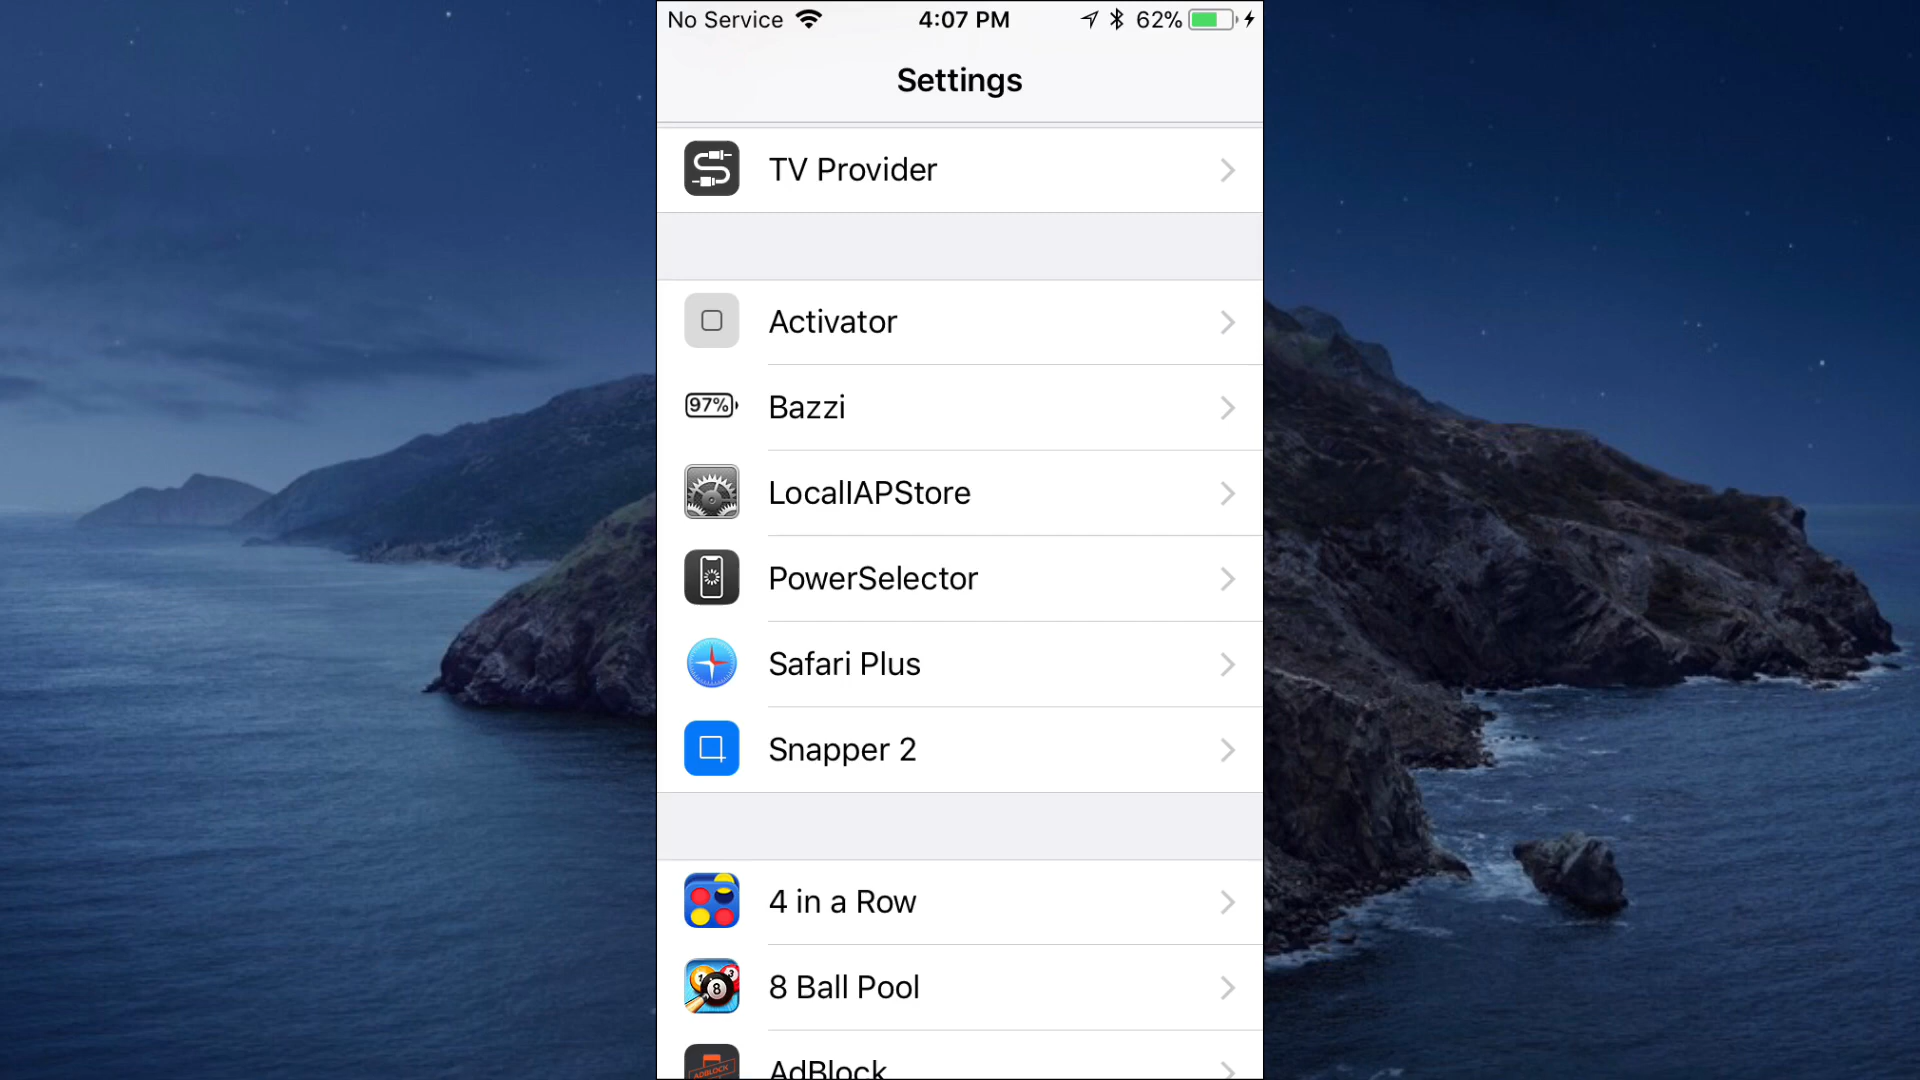 No Service 4:07 PM 62%
Settings
TV Provider
Activator
97% Bazzi
LocalIAPStore
PowerSelector
Safari Plus
Snapper 2
4 in a Row
8 Ball Pool
ADBLOCK AdBlock